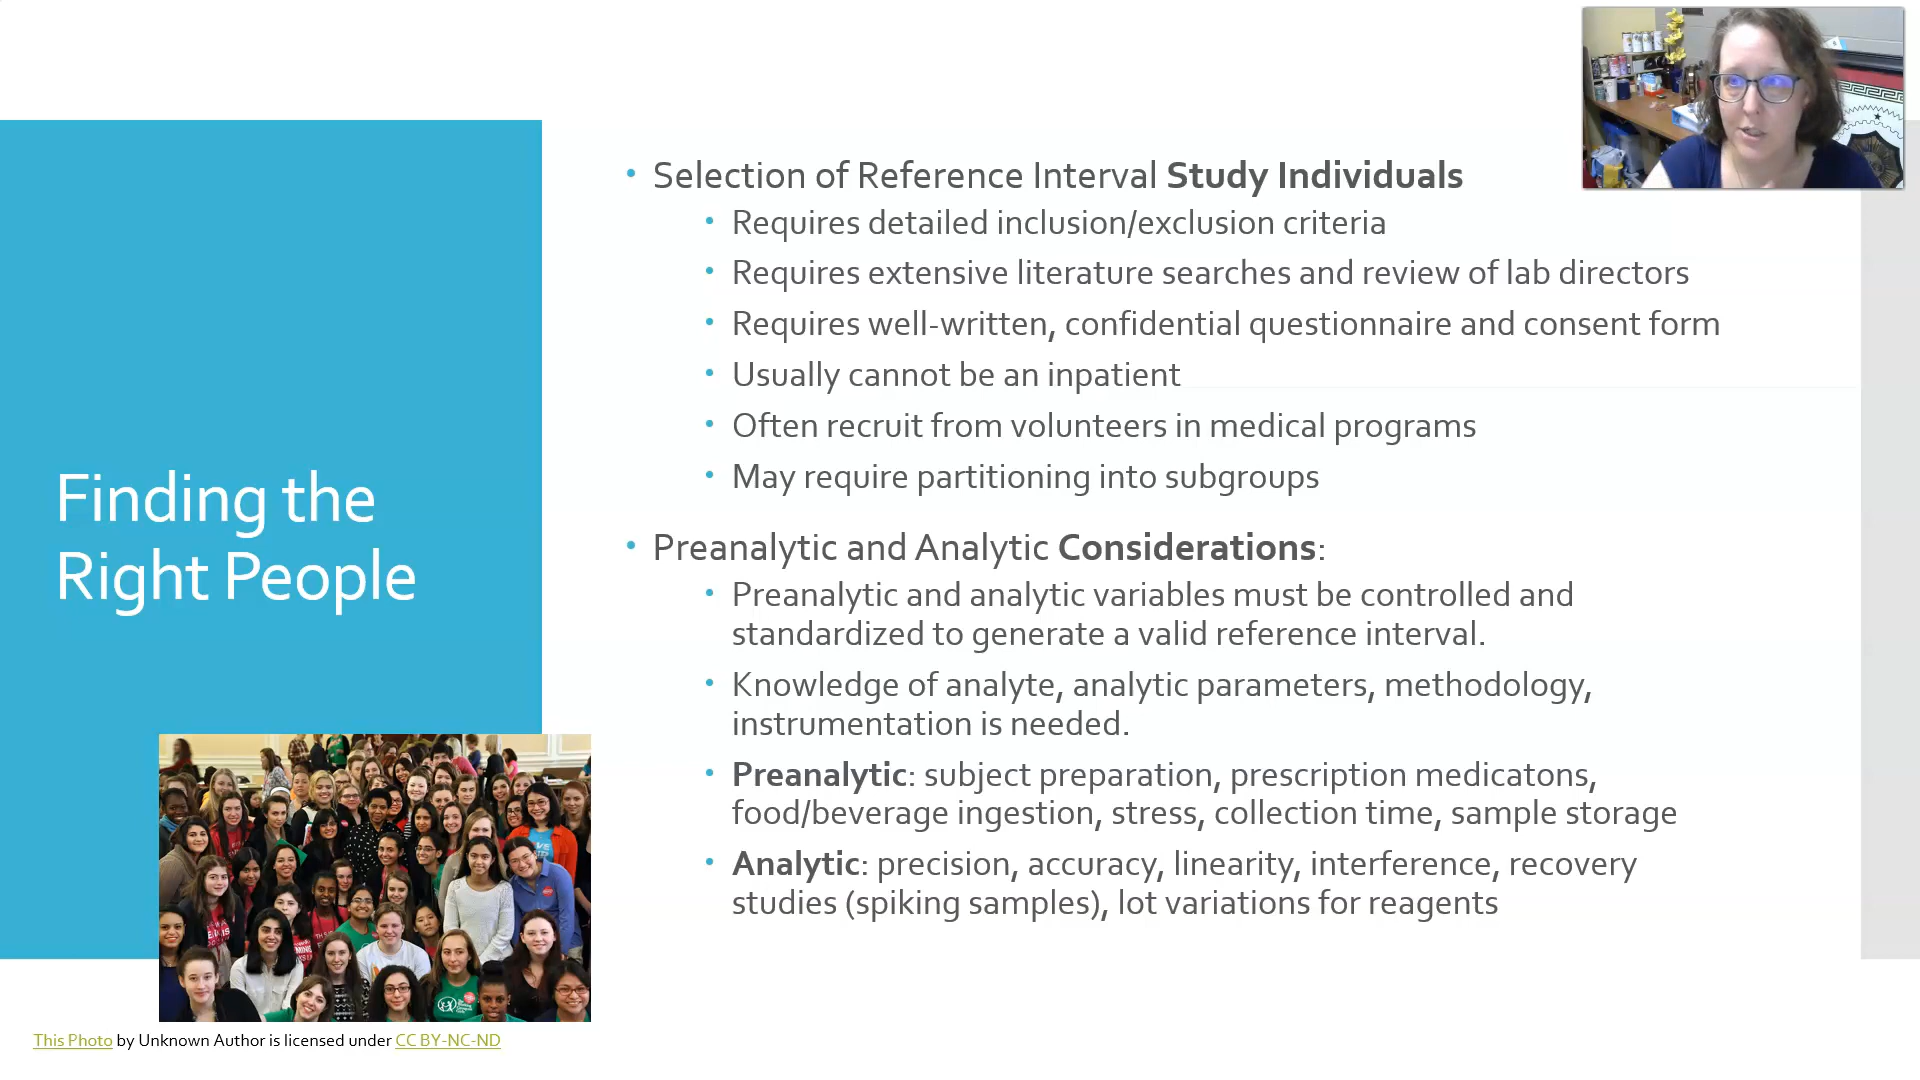 Finding the
Right People
Selection of Reference Interval Study Individuals
Requires detailed inclusion/exclusion criteria
Requires extensive literature searches and review of lab directors
Requires well-written, confidential questionnaire and consent form
Usually cannot be an inpatient
Often recruit from volunteers in medical programs
May require partitioning into subgroups
Preanalytic and Analytic Considerations:
Preanalytic and analytic variables must be controlled and
standardized to generate a valid reference interval.
Knowledge of analyte, analytic parameters, methodology,
instrumentation is needed.
Preanalytic: subject preparation, prescription medicatons,
food/beverage ingestion, stress, collection time, sample storage
Analytic: precision, accuracy, linearity, interference, recovery
studies (spiking samples), lot variations for reagents
This Photo by Unknown Author is licensed under CC BY-NC-ND